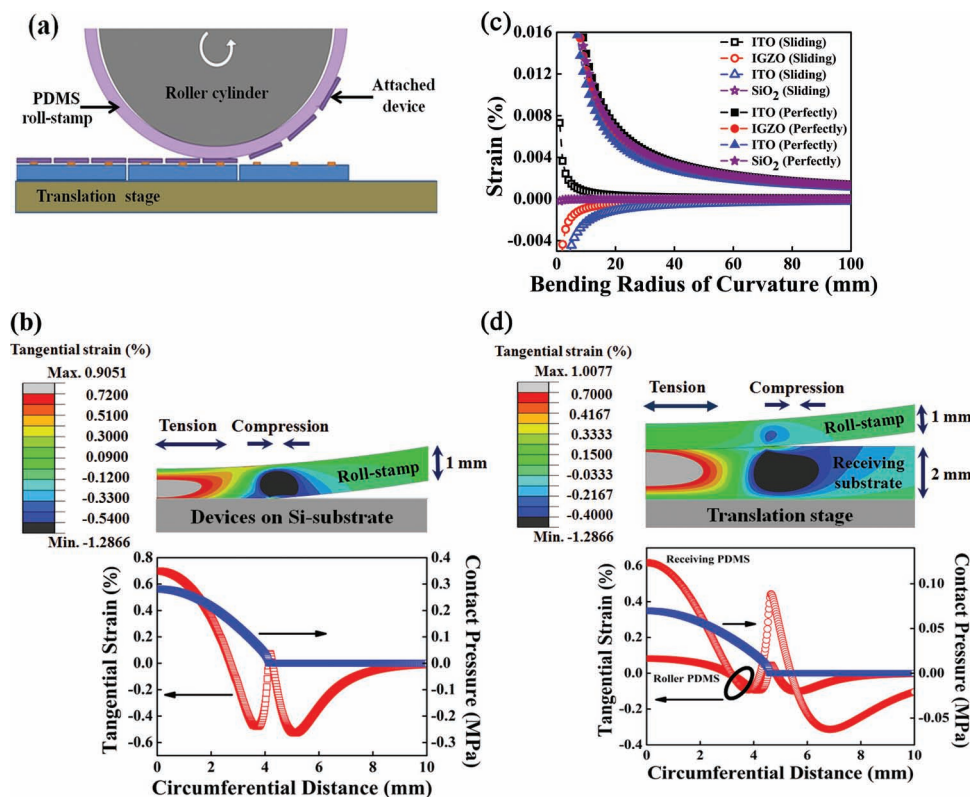 (a)
Roller cylinder
PDMS
roll-stamp
Attached
device
Translation stage
(c)
0.016
0.012
0.008
0.004
0.000
-0.004
Strain (%)
ITO (Sliding)
IGZO (Sliding)
ITO (Sliding)
SiO2 (Sliding)
ITO (Perfectly)
IGZO (Perfectly)
ITO (Perfectly)
SiO2 (Perfectly)
0 20 40 60 80 100
Bending Radius of Curvature (mm)
(b)
Tangential strain (%)
Max. 0.9051
0.7200
0.5100
0.3000
0.0900
-0.1200
-0.3300
-0.5400
Min. -1.2866
Tension
Compression
Roll-stamp
1 mm
Devices on Si-substrate
Tangential Strain (%)
0.8
0.6
0.4
0.2
0.0
-0.2
-0.4
-0.6
0.4
0.3
0.2
0.1
0.0
-0.1
-0.2
-0.3
Contact Pressure (MPa)
0 2 4 6 8 10
Circumferential Distance (mm)
(d)
Tangential strain (%)
Max. 1.0077
0.7000
0.4167
0.3333
0.1500
-0.0333
-0.2167
-0.4000
Min. -1.2866
Tension
Compression
Roll-stamp
1 mm
Receiving
substrate
2 mm
Translation stage
Tangential Strain (%)
0.6
0.4
0.2
0.0
-0.2
-0.4
Receiving PDMS
Roller PDMS
0.10
0.05
0.00
-0.05
Contact Pressure (MPa)
0 2 4 6 8 10
Circumferential Distance (mm)